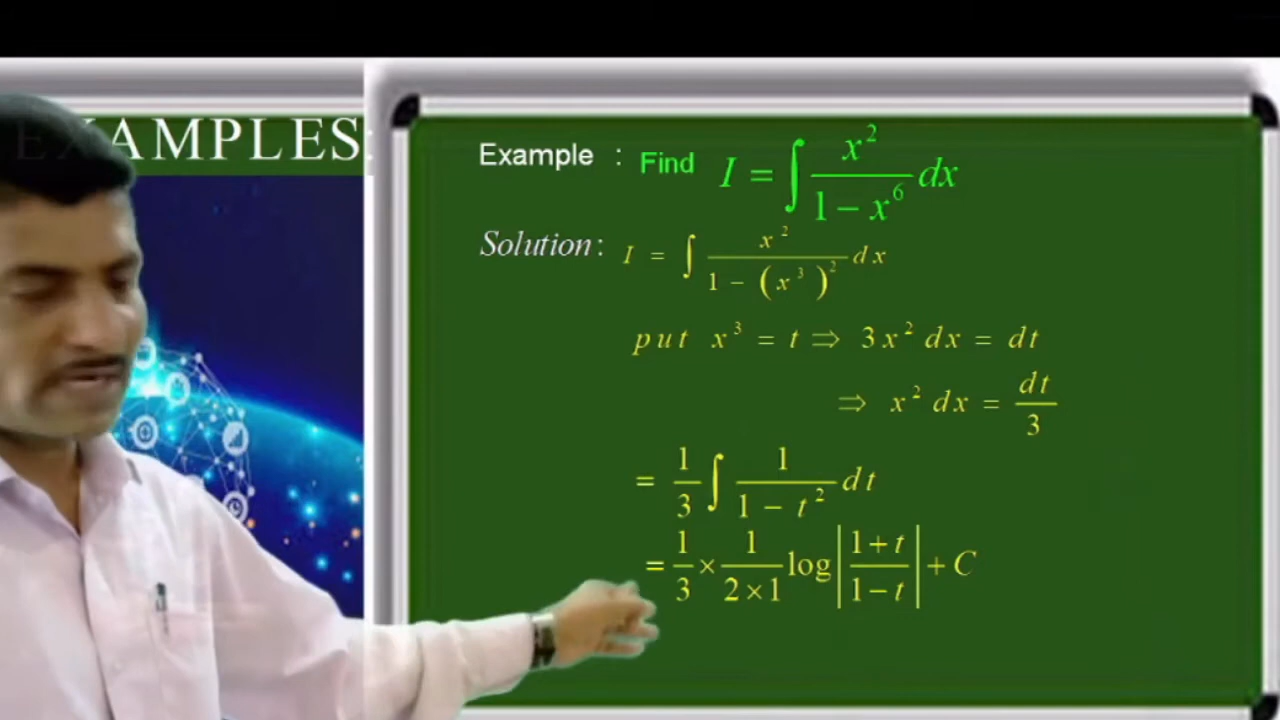 EXAMPLES:
Example : Find I = ∫ x² / (1 − x⁶) dx
Solution: I = ∫ x² / (1 − (x³)²) dx
put x³ = t ⇒ 3x² dx = dt
⇒ x² dx = dt/3
= 1/3 ∫ 1 / (1 − t²) dt
= 1/3 × 1/(2×1) log |(1+t)/(1−t)| + C